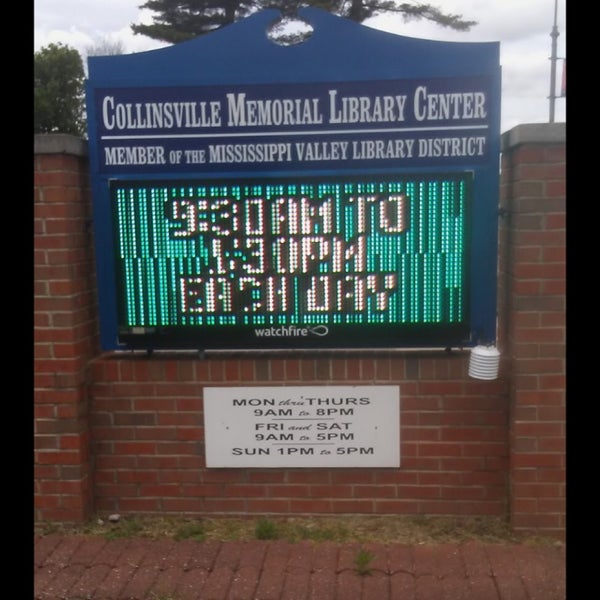 COLLINSVILLE MEMORIAL LIBRARY CENTER
MEMBER OF THE MISSISSIPPI VALLEY LIBRARY DISTRICT
9:30AM TO
1:30PM
EACH DAY
watchfire
MON thru THURS
9AM to 8PM
FRI and SAT
9AM to 5PM
SUN 1PM to 5PM